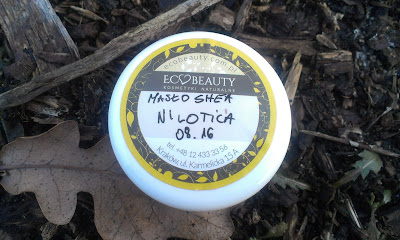 ecobeauty.com.pl
ECOBEAUTY
KOSMETYKI NATURALNE
MASŁO SHEA
NILOTICA
08.16
tel. +48 12 433 33 56
Kraków, ul. Karmelicka 15 A